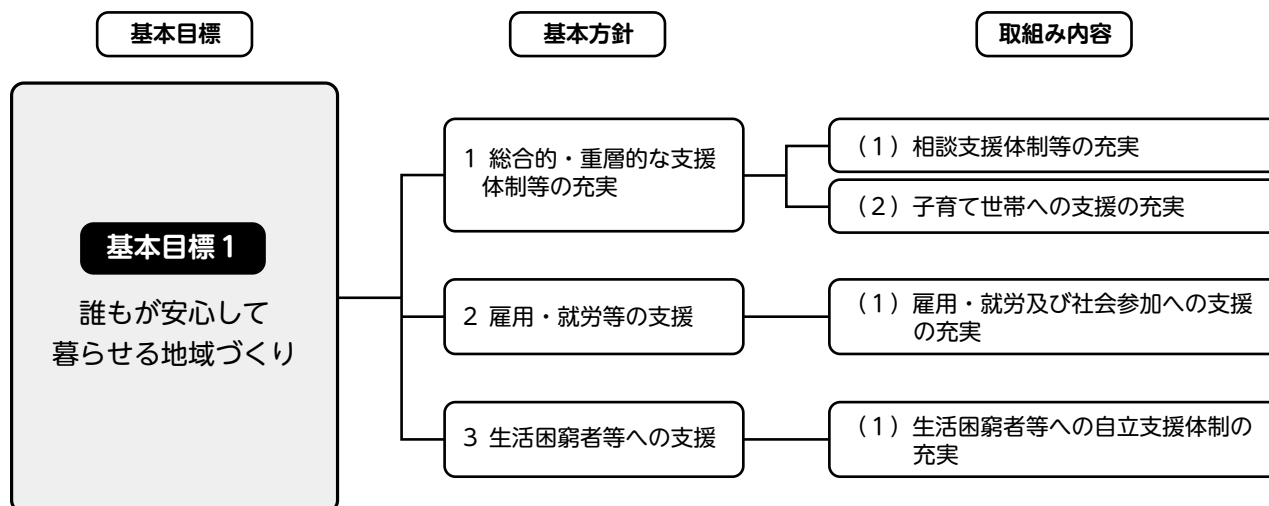 基本目標
基本方針
取組み内容
基本目標1
誰もが安心して
暮らせる地域づくり
1 総合的・重層的な支援
体制等の充実
(1)相談支援体制等の充実
(2)子育て世帯への支援の充実
2 雇用・就労等の支援
(1)雇用・就労及び社会参加への支援
の充実
3 生活困窮者等への支援
(1)生活困窮者等への自立支援体制の
充実